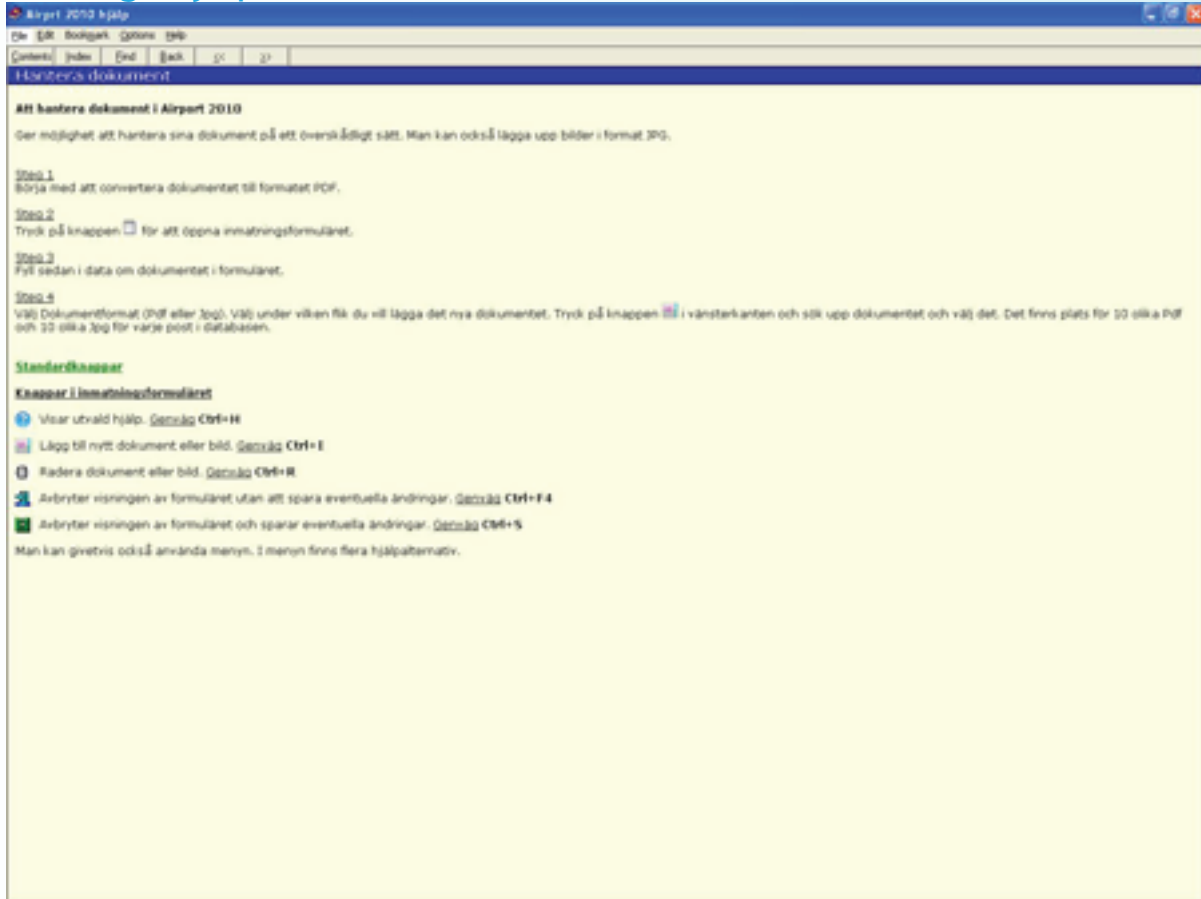 Airprt 2010 hjälp
File Edit Bookmark Options Help
Contents Index Find Back << >>
Hantera dokument
Att hantera dokument i Airport 2010
Ger möjlighet att hantera sina dokument på ett överskådligt sätt. Man kan också lägga upp bilder i format JPG.
Steg 1
Börja med att convertera dokumentet till formatet PDF.
Steg 2
Tryck på knappen för att öppna inmatningsformuläret.
Steg 3
Fyll sedan i data om dokumentet i formuläret.
Steg 4
Välj Dokumentformat (Pdf eller Jpg). Välj under vilken flik du vill lägga det nya dokumentet. Tryck på knappen i vänsterkanten och sök upp dokumentet och välj det. Det finns plats för 10 olika Pdf
och 10 olika Jpg för varje post i databasen.
Standardknappar
Knappar i inmatningsformuläret
Visar utvald hjälp. Genväg Ctrl+H
Lägg till nytt dokument eller bild. Genväg Ctrl+I
Radera dokument eller bild. Genväg Ctrl+R
Avbryter visningen av formuläret utan att spara eventuella ändringar. Genväg Ctrl+F4
Avbryter visningen av formuläret och sparar eventuella ändringar. Genväg Ctrl+S
Man kan givetvis också använda menyn. I menyn finns flera hjälpalternativ.